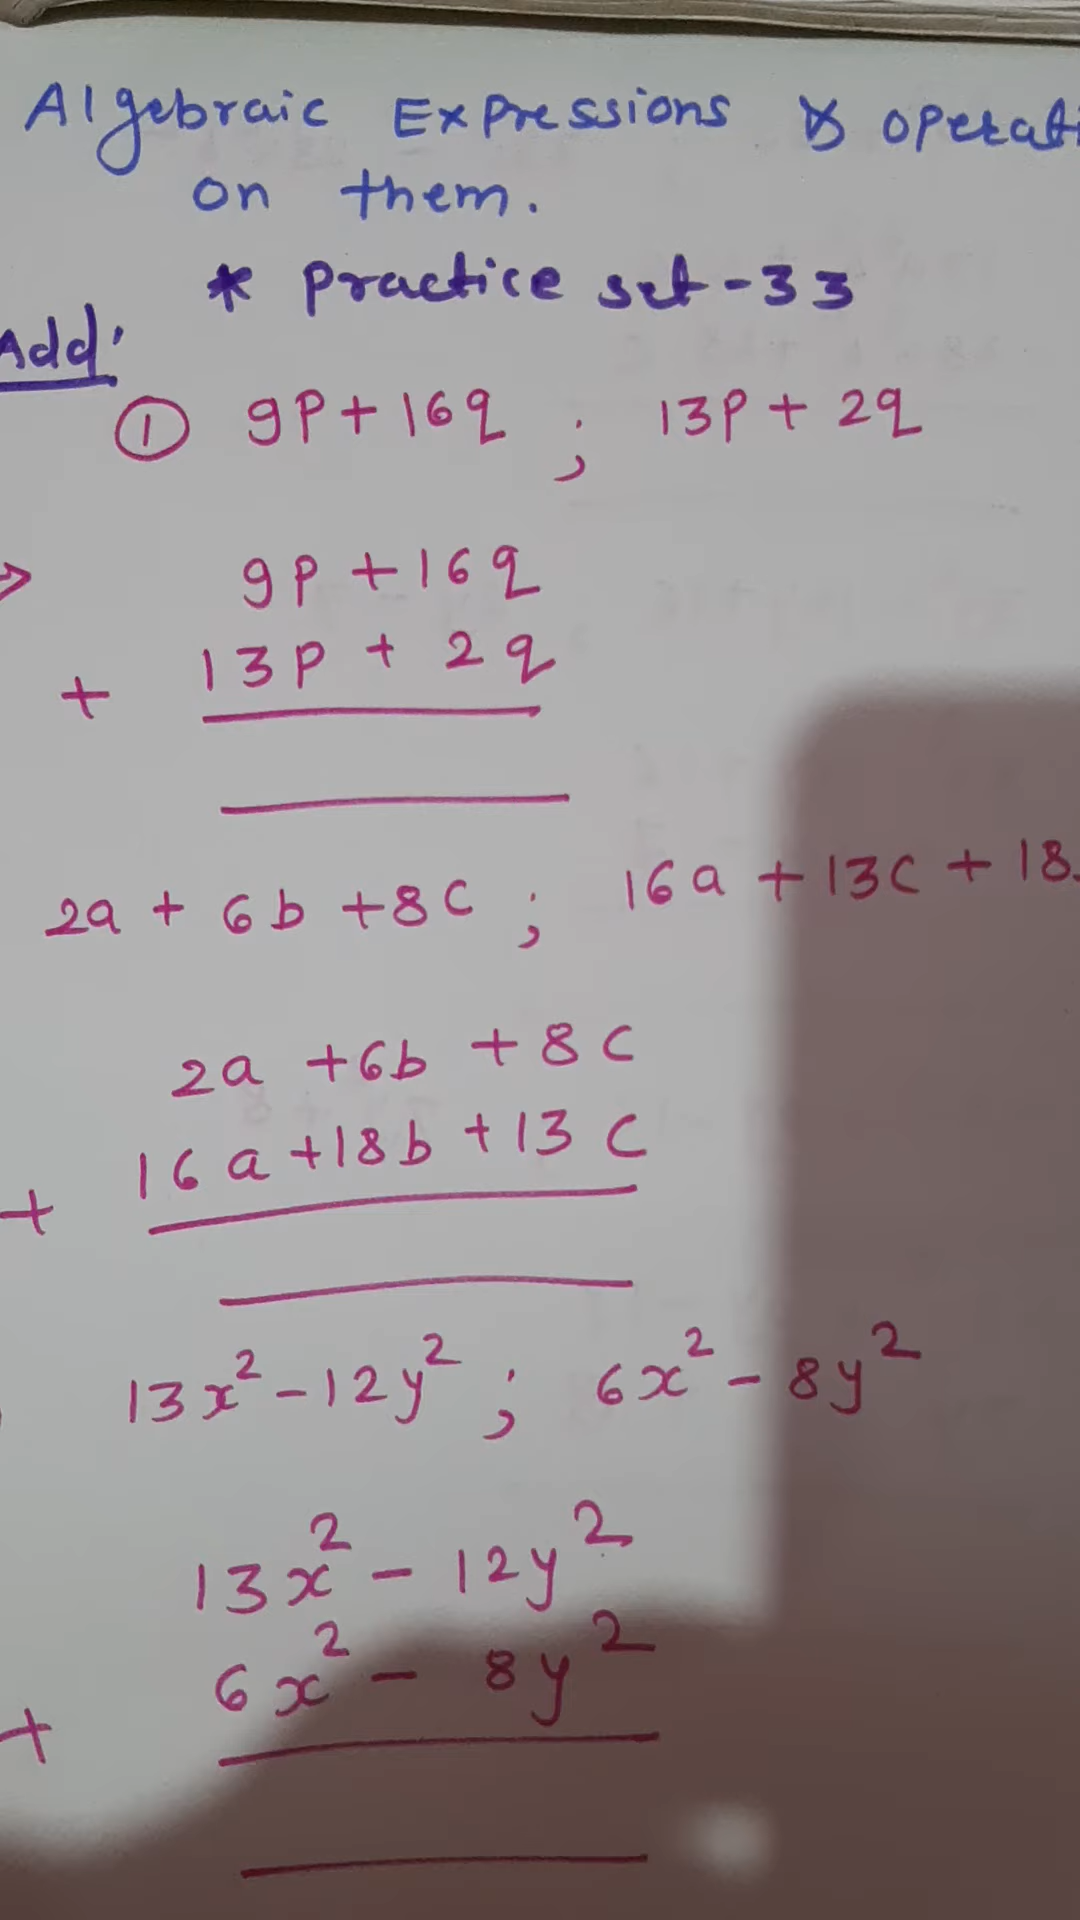 Algebraic Expressions & operati
on them.
* Practice set-33
Add'
① 9P+16q ; 13P + 2q
⇒ 9P +16q
+ 13P + 2q
2a + 6b +8c ; 16a +13c + 18
2a +6b +8c
+ 16a +18b +13c
13x² -12y² ; 6x² - 8y²
13x² - 12y²
+ 6x² - 8y²